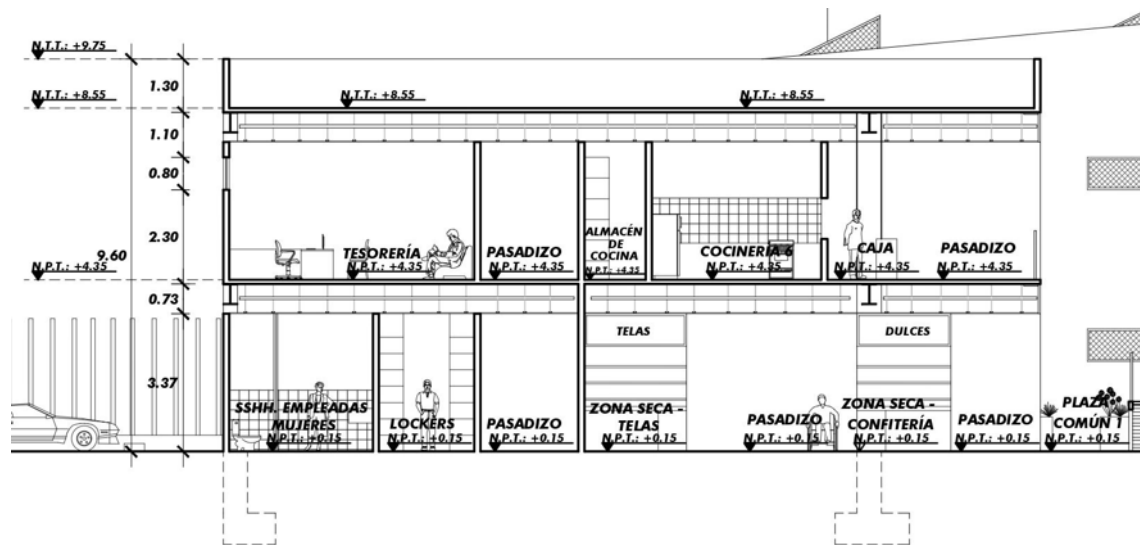 N.T.T.: +9.75
1.30
N.T.T.: +8.55
N.T.T.: +8.55
N.T.T.: +8.55
1.10
0.80
2.30
9.60
N.P.T.: +4.35
TESORERÍA
N.P.T.: +4.35
PASADIZO
N.P.T.: +4.35
ALMACÉN
DE
COCINA
N.P.T.: +4.35
COCINERÍA 6
N.P.T.: +4.35
CAJA
N.P.T.: +4.35
PASADIZO
N.P.T.: +4.35
0.73
3.37
TELAS
DULCES
SSHH. EMPLEADAS
MUJERES
N.P.T.: +0.15
LOCKERS
N.P.T.: +0.15
PASADIZO
N.P.T.: +0.15
ZONA SECA -
TELAS
N.P.T.: +0.15
PASADIZO
N.P.T.: +0.15
ZONA SECA -
CONFITERÍA
N.P.T.: +0.15
PASADIZO
N.P.T.: +0.15
PLAZA
COMÚN 1
N.P.T.: +0.15